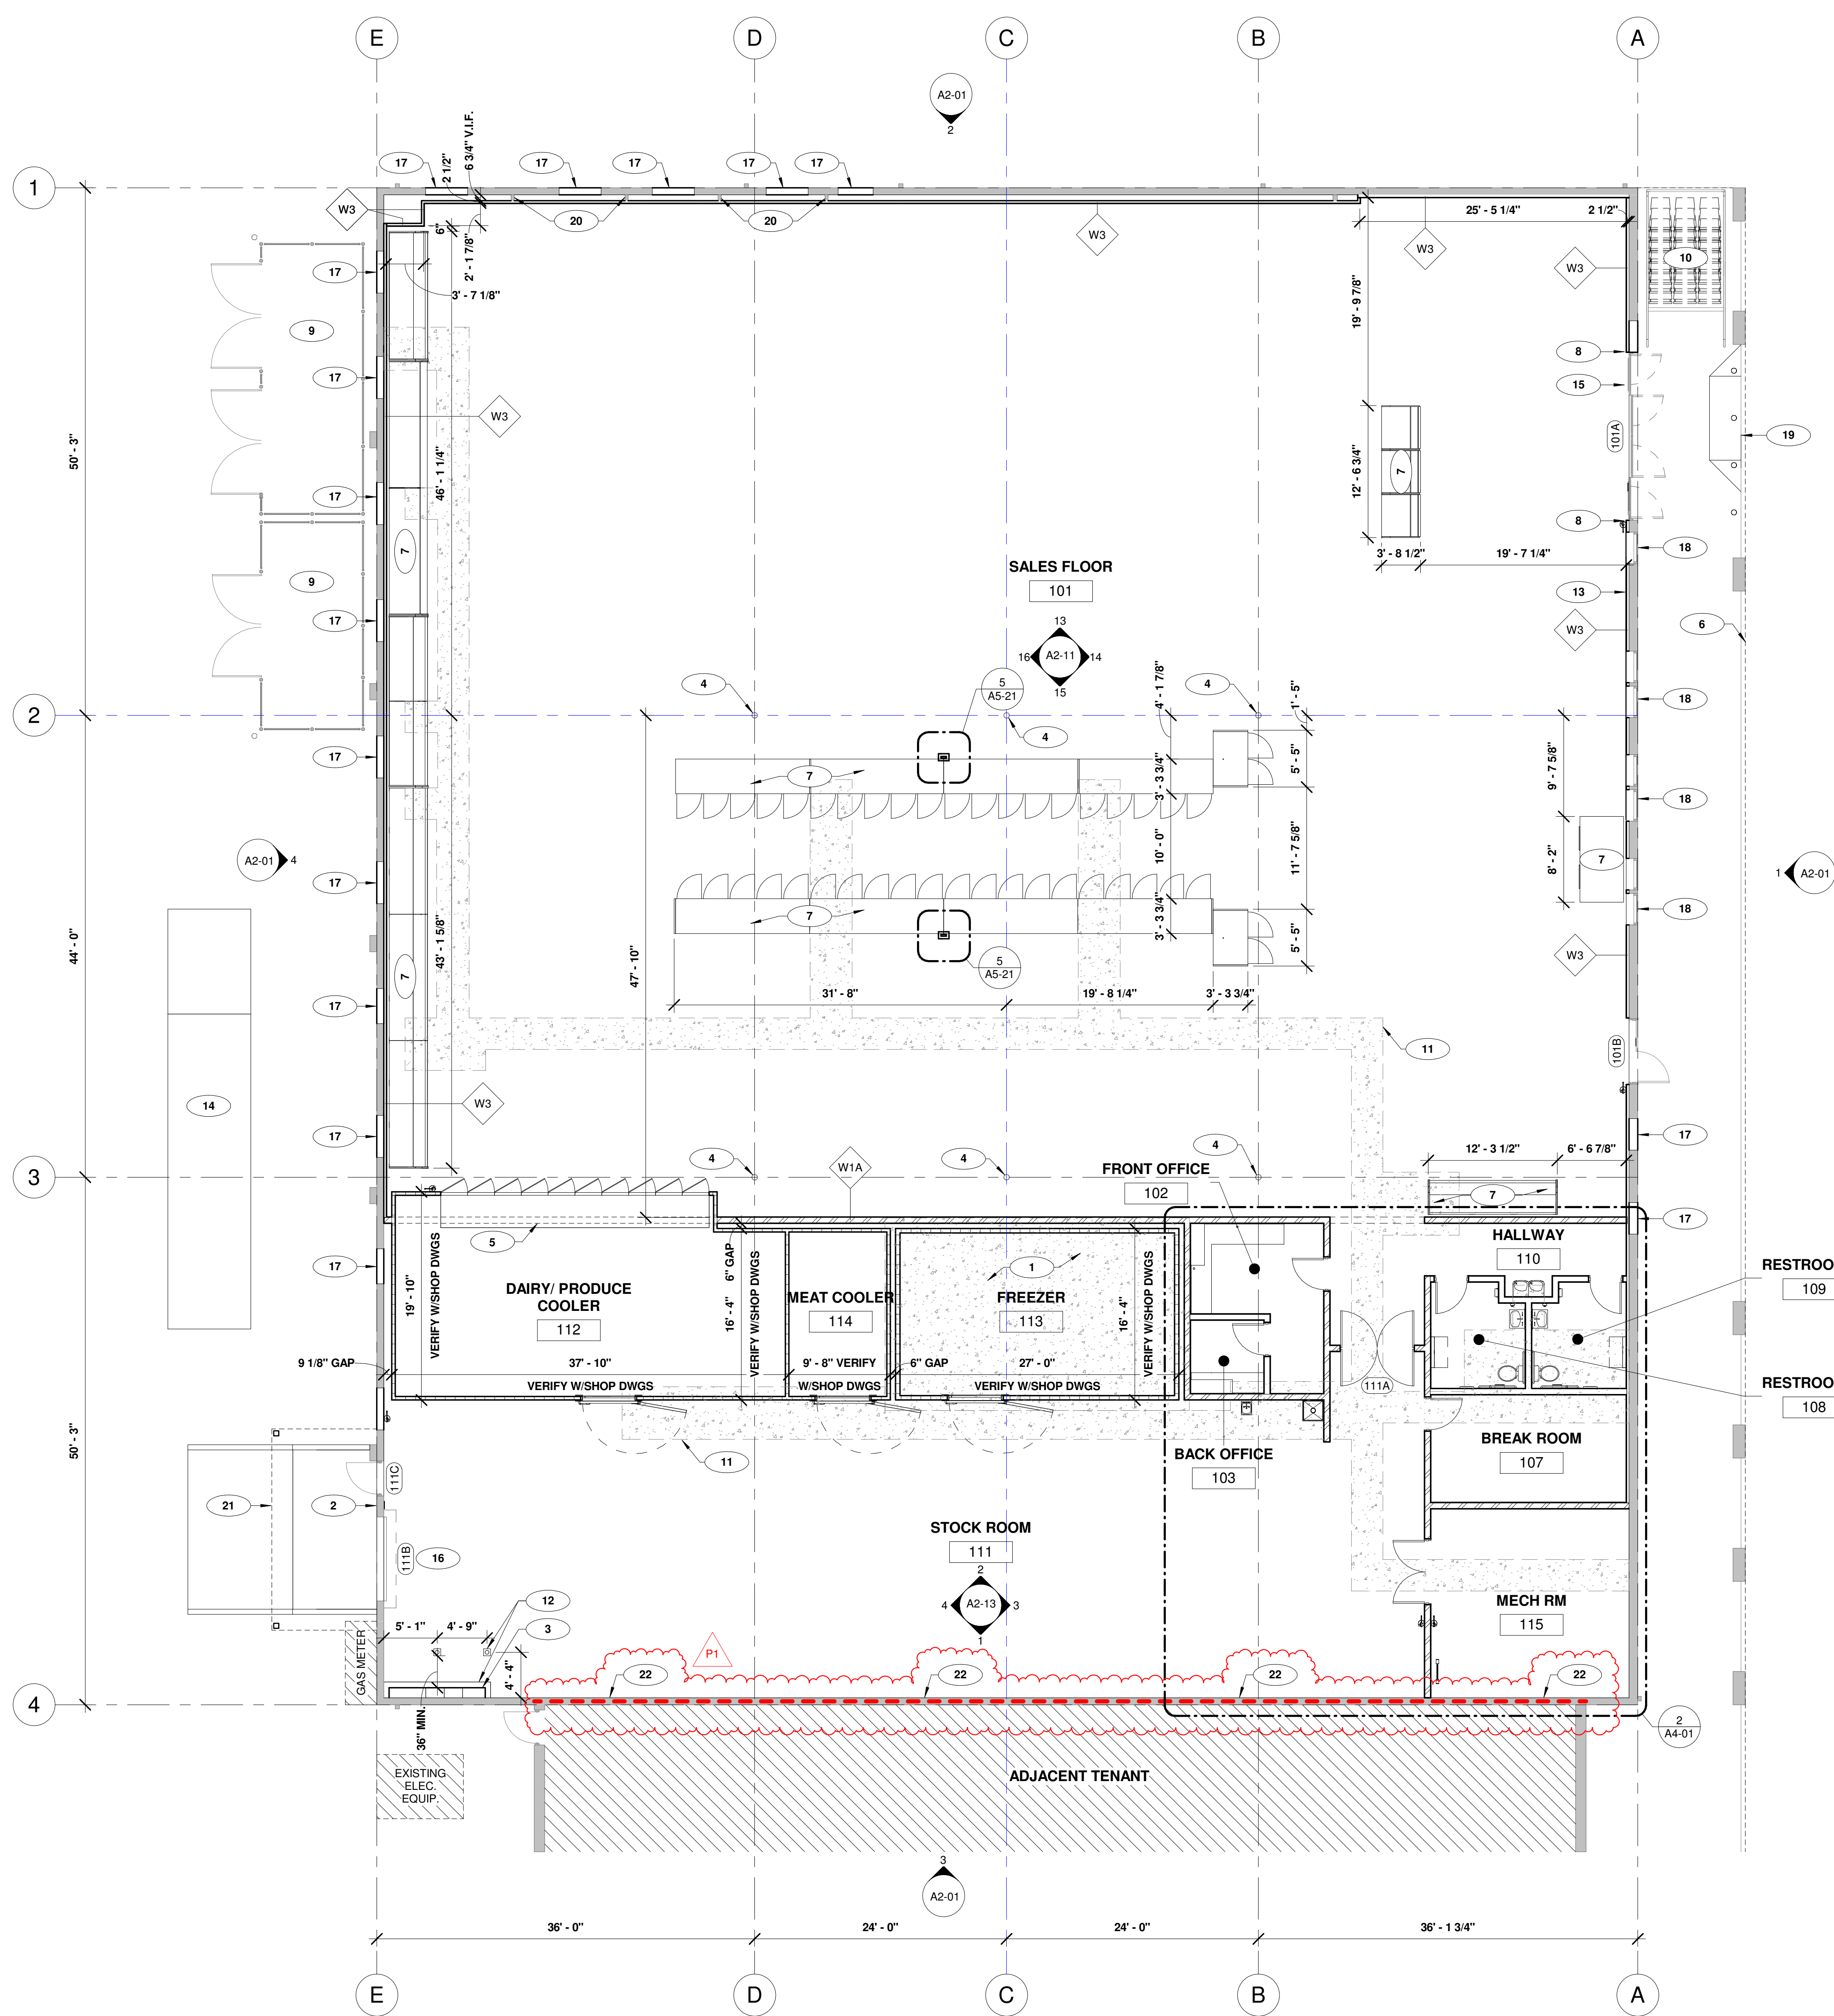 E
D
C
B
A
A2-01
2
1
17
17
17
17
17
2 1/2"
6 3/4" V.I.F.
W3
20
20
W3
25' - 5 1/4"
2 1/2"
W3
W3
10
6"
2' - 1 7/8"
3' - 7 1/8"
17
9
17
19' - 9 7/8"
8
15
W3
101A
19
50' - 3"
46' - 1 1/4"
7
12' - 6 3/4"
17
8
18
3' - 8 1/2"
19' - 7 1/4"
7
SALES FLOOR
101
9
13
17
W3
6
13
16
A2-11
14
15
5
A5-21
4
4
4
4' - 1 7/8"
1' - 5"
18
2
17
7
3' - 3 3/4"
5' - 5"
9' - 7 5/8"
18
A2-01
4
10' - 0"
11' - 7 5/8"
8' - 2"
7
1
A2-01
17
7
3' - 3 3/4"
5' - 5"
18
44' - 0"
43' - 1 5/8"
7
47' - 10"
5
A5-21
W3
31' - 8"
19' - 8 1/4"
3' - 3 3/4"
17
11
101B
14
W3
17
17
12' - 3 1/2"
6' - 6 7/8"
3
4
W1A
4
4
FRONT OFFICE
102
7
17
5
17
19' - 10"
VERIFY W/SHOP DWGS
6" GAP
16' - 4"
VERIFY W/SHOP DWGS
1
16' - 4"
VERIFY W/SHOP DWGS
HALLWAY
110
RESTROO
109
DAIRY/ PRODUCE
COOLER
112
MEAT COOLER
114
FREEZER
113
9 1/8" GAP
37' - 10"
VERIFY W/SHOP DWGS
9' - 8" VERIFY
W/SHOP DWGS
6" GAP
27' - 0"
VERIFY W/SHOP DWGS
111A
RESTROO
108
50' - 3"
11
BACK OFFICE
103
BREAK ROOM
107
111C
21
2
STOCK ROOM
111
111B
16
2
4
A2-13
3
1
MECH RM
115
12
3
5' - 1"
4' - 9"
GAS METER
4' - 4"
P1
22
22
22
22
4
36" MIN.
2
A4-01
EXISTING
ELEC.
EQUIP.
ADJACENT TENANT
3
A2-01
36' - 0"
24' - 0"
24' - 0"
36' - 1 3/4"
E
D
C
B
A